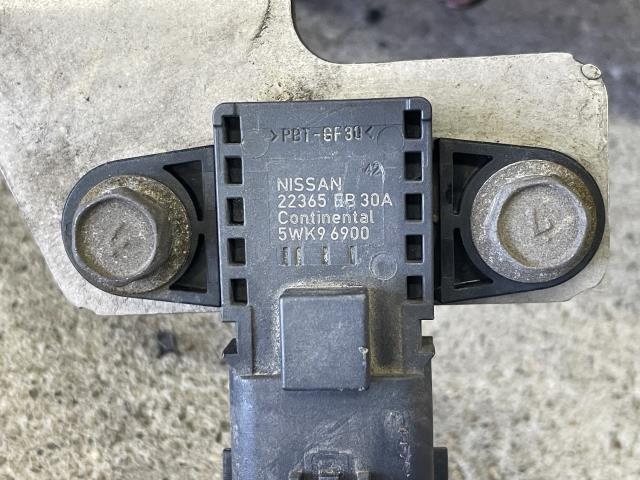 >PBT-GF30<
42
NISSAN
22365 EB 30A
Continental
5WK9 6900